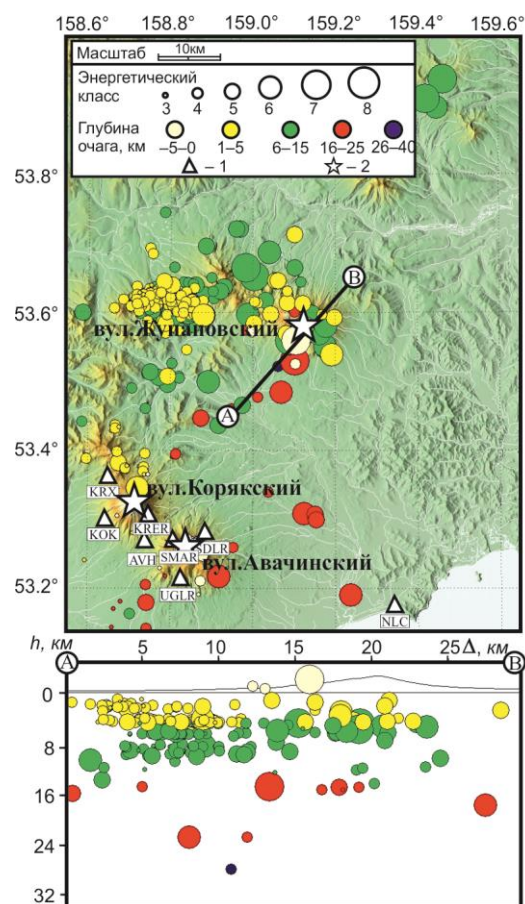 158.6° 158.8° 159.0° 159.2° 159.4° 159.6°
Масштаб 10км
Энергетический
класс
3 4 5 6 7 8
Глубина
очага, км
–5–0 1–5 6–15 16–25 26–40
– 1 – 2
53.8°
B
53.6°
вул.Жупановский
A
53.4°
KRX
вул.Корякский
KOK
KRER
AVH
SMAR
SDLR
вул.Авачинский
53.2°
UGLR
NLC
h, км
A 5 10 15 20 25 Δ, км B
0
8
16
24
32